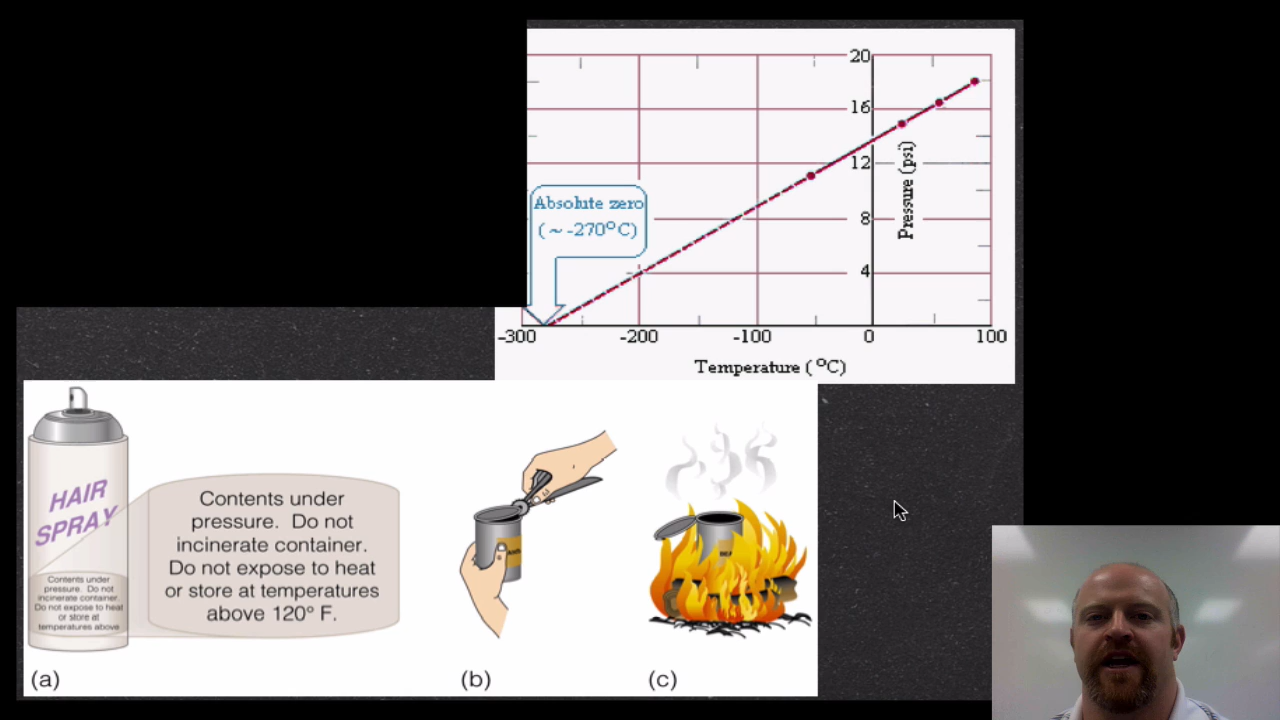 20
16
12
8
4
Pressure (psi)
Absolute zero
(~ -270°C)
-300
-200
-100
0
100
Temperature (°C)
HAIR
SPRAY
Contents under
pressure. Do not
incinerate container.
Do not expose to heat
or store at
temperatures above
Contents under
pressure. Do not
incinerate container.
Do not expose to heat
or store at temperatures
above 120° F.
(a)
(b)
(c)